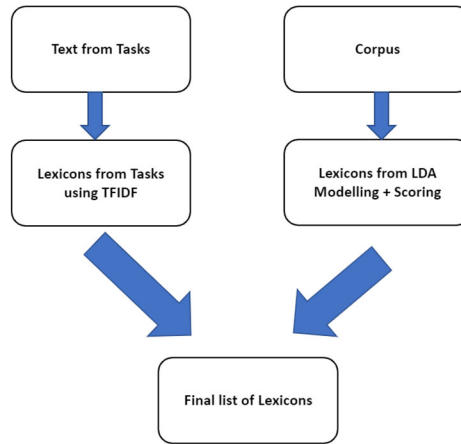 Text from Tasks
Corpus
Lexicons from Tasks
using TFIDF
Lexicons from LDA
Modelling + Scoring
Final list of Lexicons